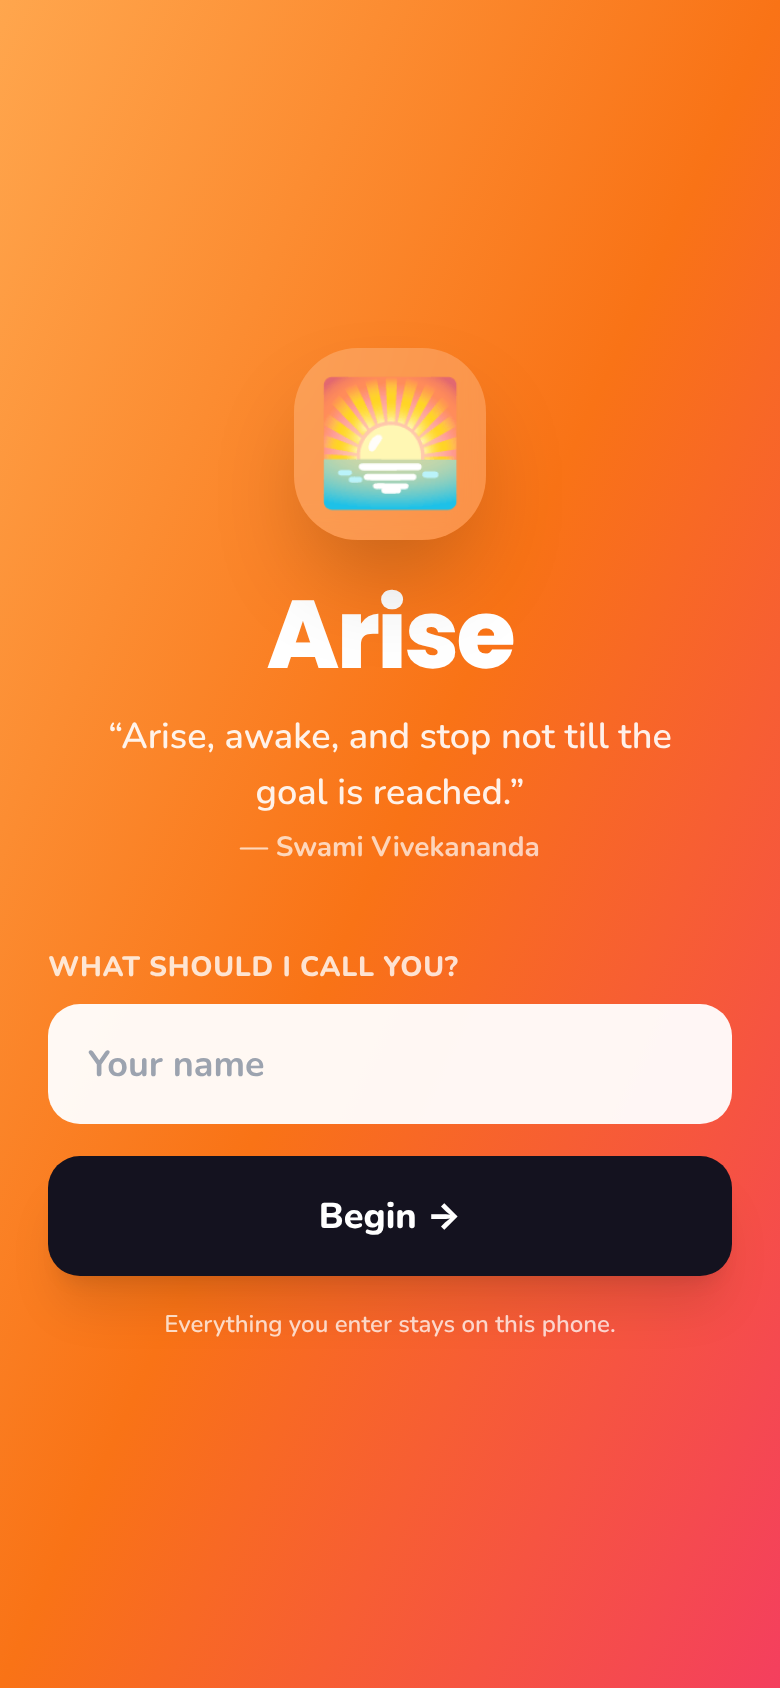 Arise
“Arise, awake, and stop not till the
goal is reached.”
— Swami Vivekananda
WHAT SHOULD I CALL YOU?
Your name
Begin →
Everything you enter stays on this phone.